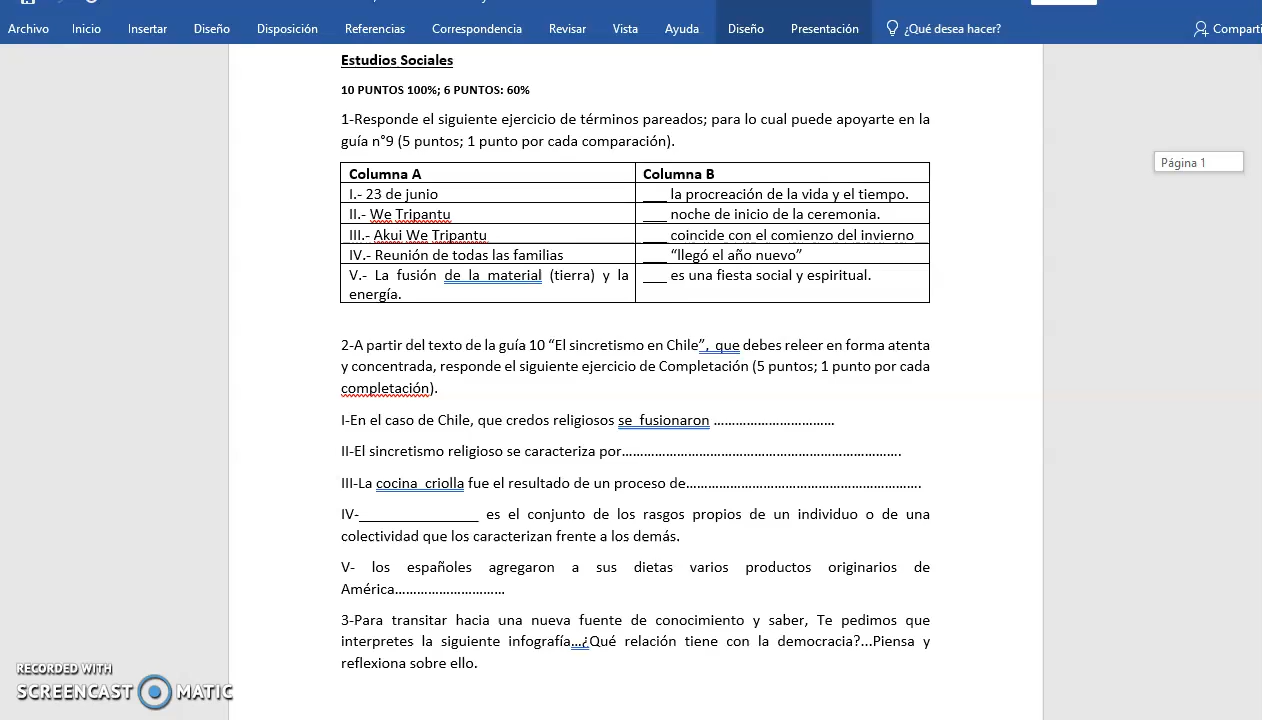 Archivo Inicio Insertar Diseño Disposición Referencias Correspondencia Revisar Vista Ayuda Diseño Presentación ¿Qué desea hacer? Comparti
Estudios Sociales
10 PUNTOS 100%; 6 PUNTOS: 60%
1-Responde el siguiente ejercicio de términos pareados; para lo cual puede apoyarte en la
guía n°9 (5 puntos; 1 punto por cada comparación).
Página 1
Columna A Columna B
I.- 23 de junio ___ la procreación de la vida y el tiempo.
II.- We Tripantu ___ noche de inicio de la ceremonia.
III.- Akui We Tripantu ___ coincide con el comienzo del invierno
IV.- Reunión de todas las familias ___ “llegó el año nuevo”
V.- La fusión de la material (tierra) y la ___ es una fiesta social y espiritual.
energía.
2-A partir del texto de la guía 10 “El sincretismo en Chile”, que debes releer en forma atenta
y concentrada, responde el siguiente ejercicio de Completación (5 puntos; 1 punto por cada
completación).
I-En el caso de Chile, que credos religiosos se fusionaron ……………………………
II-El sincretismo religioso se caracteriza por…………………………………………………………………
III-La cocina criolla fue el resultado de un proceso de……………………………………………………….
IV-_______________ es el conjunto de los rasgos propios de un individuo o de una
colectividad que los caracterizan frente a los demás.
V- los españoles agregaron a sus dietas varios productos originarios de
América…………………………
3-Para transitar hacia una nueva fuente de conocimiento y saber, Te pedimos que
interpretes la siguiente infografía…¿Qué relación tiene con la democracia?...Piensa y
reflexiona sobre ello.
RECORDED WITH
SCREENCAST MATIC